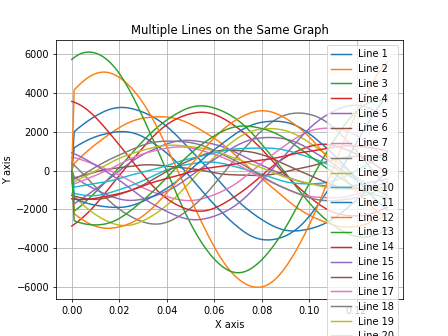 Multiple Lines on the Same Graph
6000
4000
2000
0
−2000
−4000
−6000
Y axis
0.00
0.02
0.04
0.06
0.08
0.10
X axis
Line 1
Line 2
Line 3
Line 4
Line 5
Line 6
Line 7
Line 8
Line 9
Line 10
Line 11
Line 12
Line 13
Line 14
Line 15
Line 16
Line 17
Line 18
Line 19
Line 20